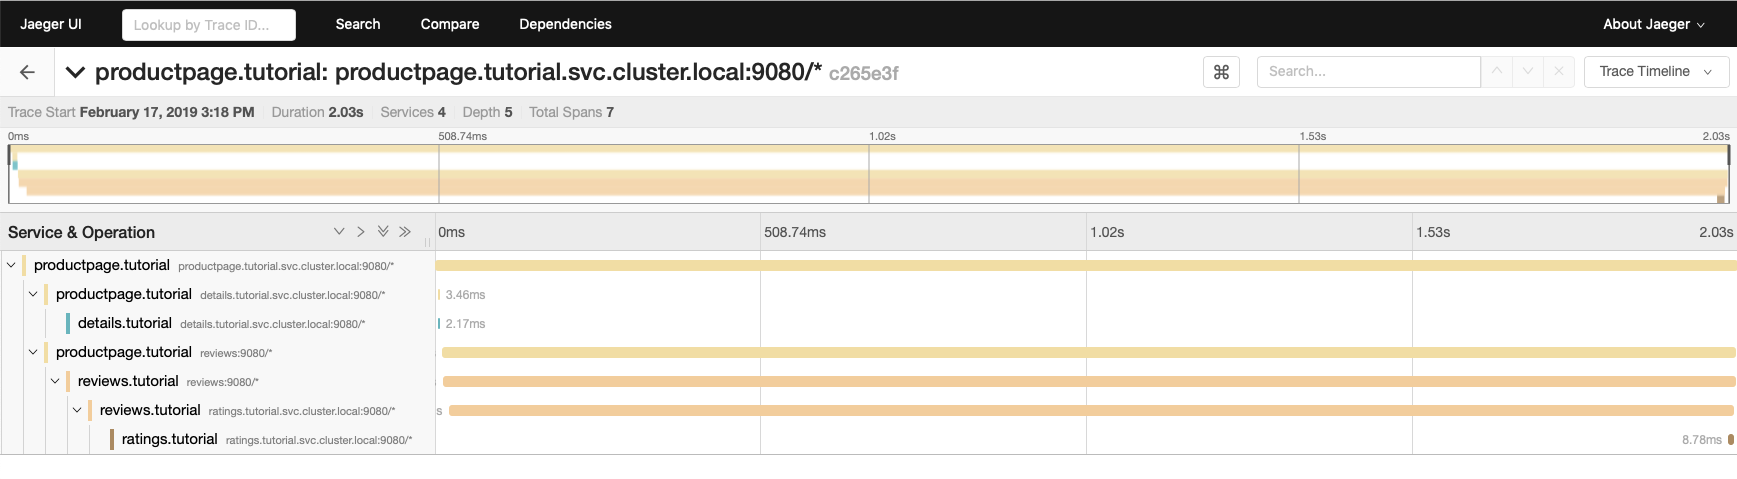 Jaeger UI Lookup by Trace ID... Search Compare Dependencies About Jaeger
productpage.tutorial: productpage.tutorial.svc.cluster.local:9080/* c265e3f ⌘ Search... Trace Timeline
Trace Start February 17, 2019 3:18 PM Duration 2.03s Services 4 Depth 5 Total Spans 7
0ms 508.74ms 1.02s 1.53s 2.03s
Service & Operation 0ms 508.74ms 1.02s 1.53s 2.03s
productpage.tutorial productpage.tutorial.svc.cluster.local:9080/*
productpage.tutorial details.tutorial.svc.cluster.local:9080/* 3.46ms
details.tutorial details.tutorial.svc.cluster.local:9080/* 2.17ms
productpage.tutorial reviews:9080/*
reviews.tutorial reviews:9080/*
reviews.tutorial ratings.tutorial.svc.cluster.local:9080/* s
ratings.tutorial ratings.tutorial.svc.cluster.local:9080/* 8.78ms